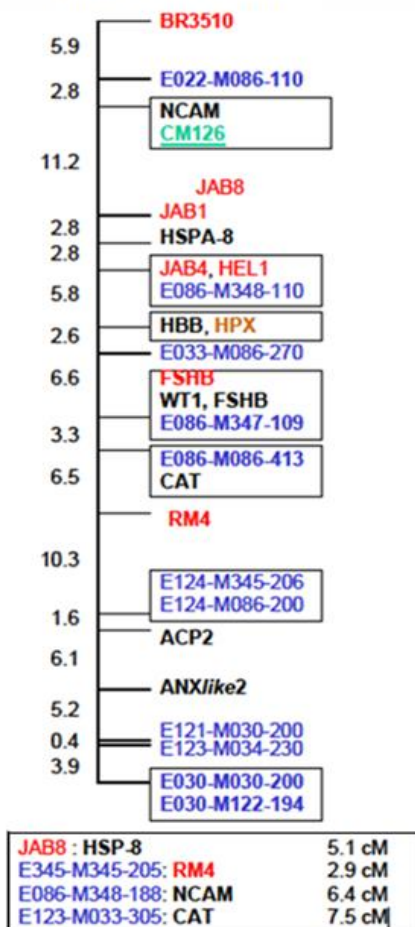 BR3510
5.9
E022-M086-110
2.8
NCAM
CM126
11.2
JAB8
JAB1
2.8
HSPA-8
2.8
JAB4, HEL1
E086-M348-110
5.8
HBB, HPX
2.6
E033-M086-270
6.6
FSHB
WT1, FSHB
E086-M347-109
3.3
E086-M086-413
CAT
6.5
RM4
10.3
E124-M345-206
E124-M086-200
1.6
ACP2
6.1
ANXlike2
5.2
E121-M030-200
0.4
E123-M034-230
3.9
E030-M030-200
E030-M122-194
JAB8 : HSP-8 5.1 cM
E345-M345-205: RM4 2.9 cM
E086-M348-188: NCAM 6.4 cM
E123-M033-305: CAT 7.5 cM